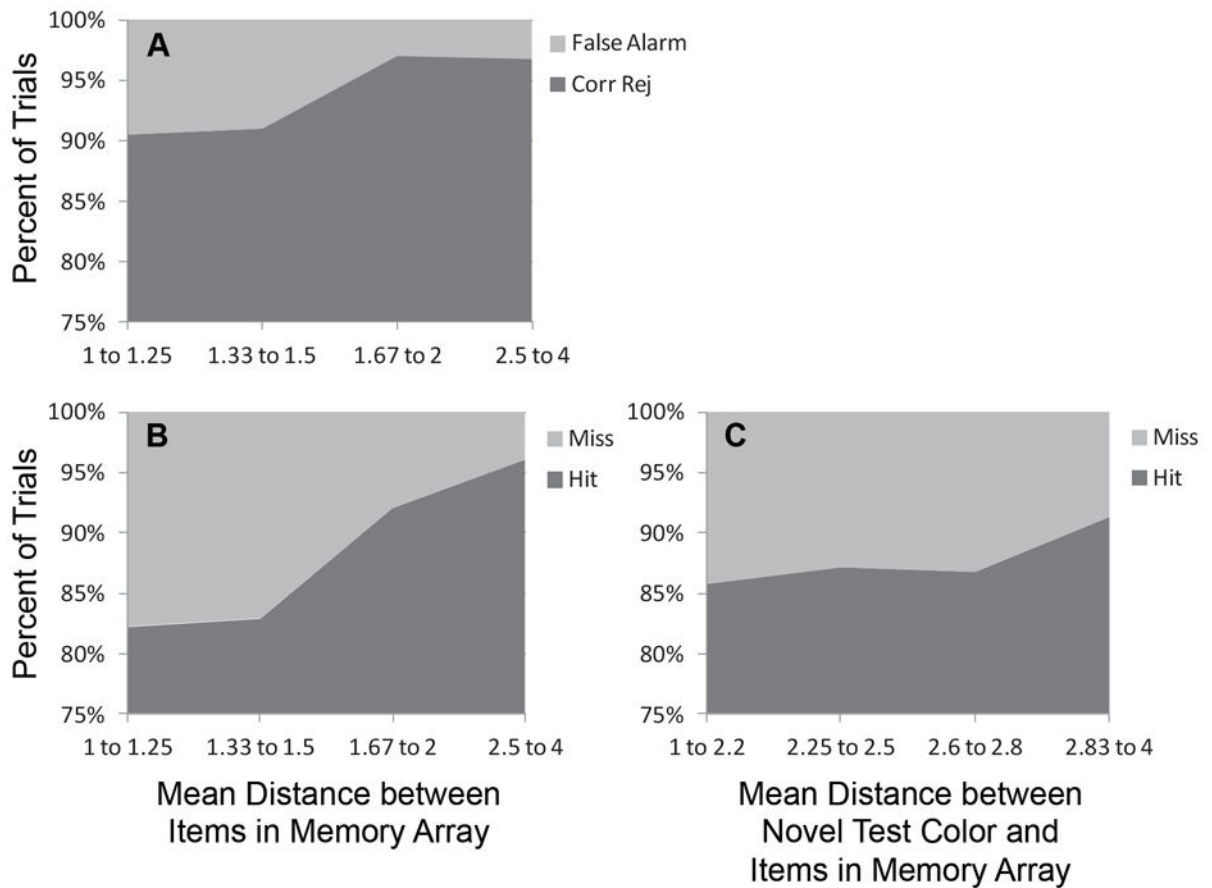 A
100%
95%
90%
85%
80%
75%
Percent of Trials
1 to 1.25 1.33 to 1.5 1.67 to 2 2.5 to 4
False Alarm
Corr Rej
B
100%
95%
90%
85%
80%
75%
Percent of Trials
1 to 1.25 1.33 to 1.5 1.67 to 2 2.5 to 4
Miss
Hit
Mean Distance between
Items in Memory Array
C
100%
95%
90%
85%
80%
75%
1 to 2.2 2.25 to 2.5 2.6 to 2.8 2.83 to 4
Miss
Hit
Mean Distance between
Novel Test Color and
Items in Memory Array